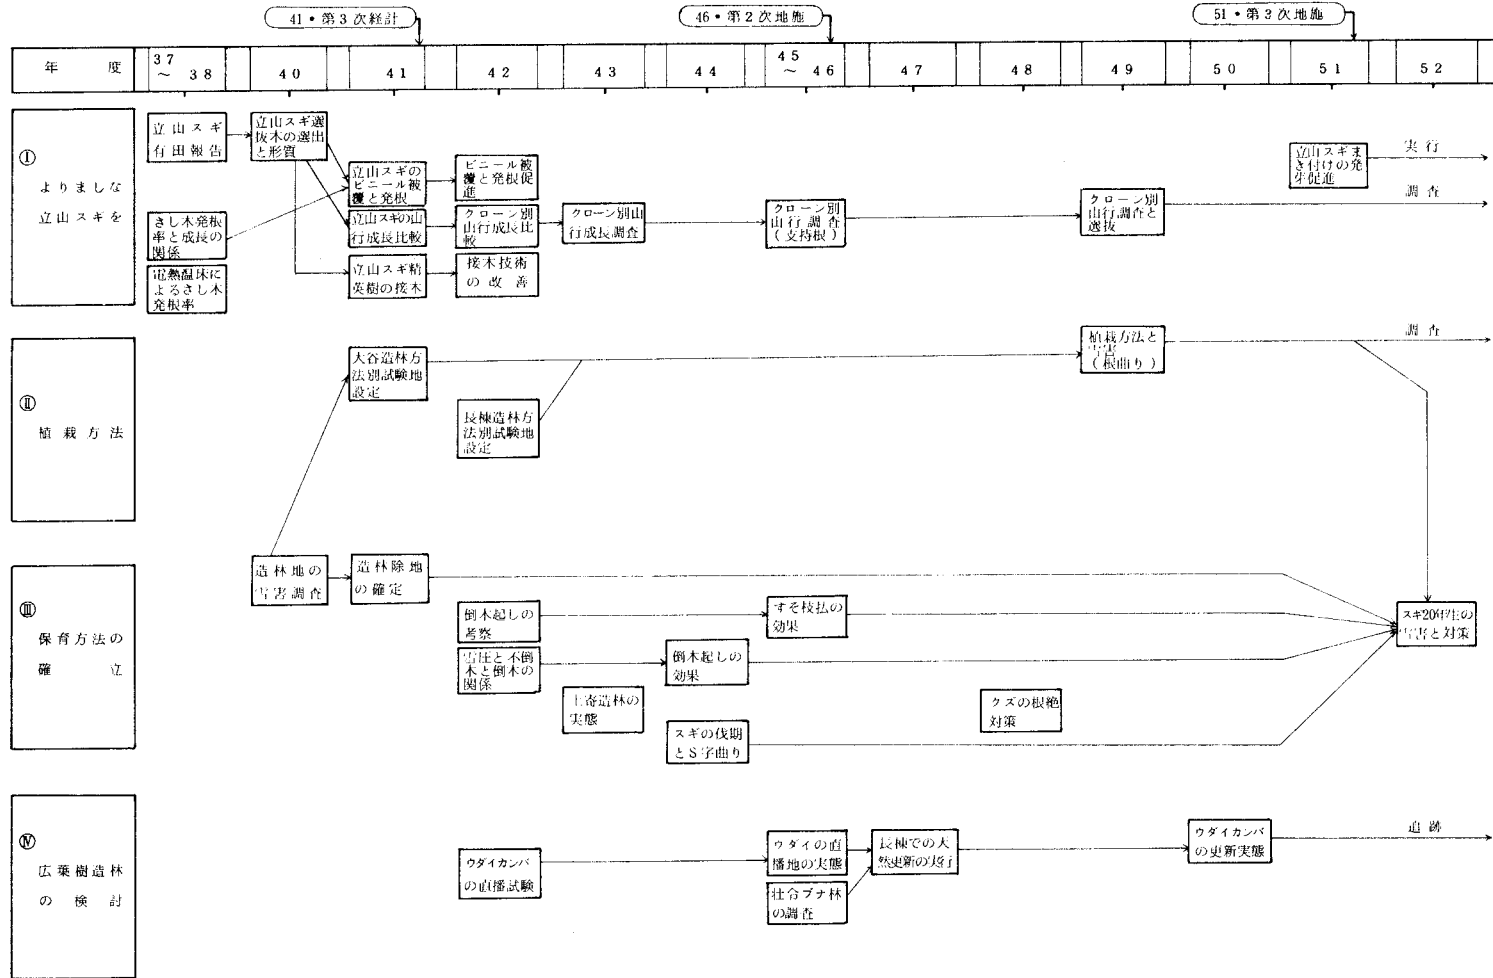 41・第3次経計
46・第2次地施
51・第3次地施
年度
37
～ 38
40
41
42
43
44
45
～ 46
47
48
49
50
51
52
Ⅰ
よりましな
立山スギを
立山スギ
有田報告
立山スギ選
抜木の選出
と形質
さし木発根
率と成長の
関係
電熱温床に
よるさし木
発根率
立山スギの
ビニール被
覆と発根
立山スギの山
行成長比較
立山スギ精
英樹の接木
ビニール被
覆と発根促
進
クローン別
山行成長比
較
接木技術
の改善
クローン別山
行成長調査
クローン別
山行調査
（支持根）
クローン別
山行調査と
選抜
立山スギま
き付けの発
芽促進
実行
調査
Ⅱ
植栽方法
大谷造林方
法別試験地
設定
長棟造林方
法別試験地
設定
植栽方法と
雪害
（根曲り）
調査
Ⅲ
保育方法の
確立
造林地の
雪害調査
造林除地
の確定
倒木起しの
考察
雪圧と不倒
木と倒木の
関係
上寄造林の
実態
倒木起しの
効果
スギの伐期
とS字曲り
すそ枝払の
効果
クズの根絶
対策
スギ20年生の
雪害と対策
Ⅳ
広葉樹造林
の検討
ウダイカンバ
の直播試験
ウダイの直
播地の実態
壮合ブナ林
の調査
長棟での天
然更新の実行
ウダイカンバ
の更新実態
追跡